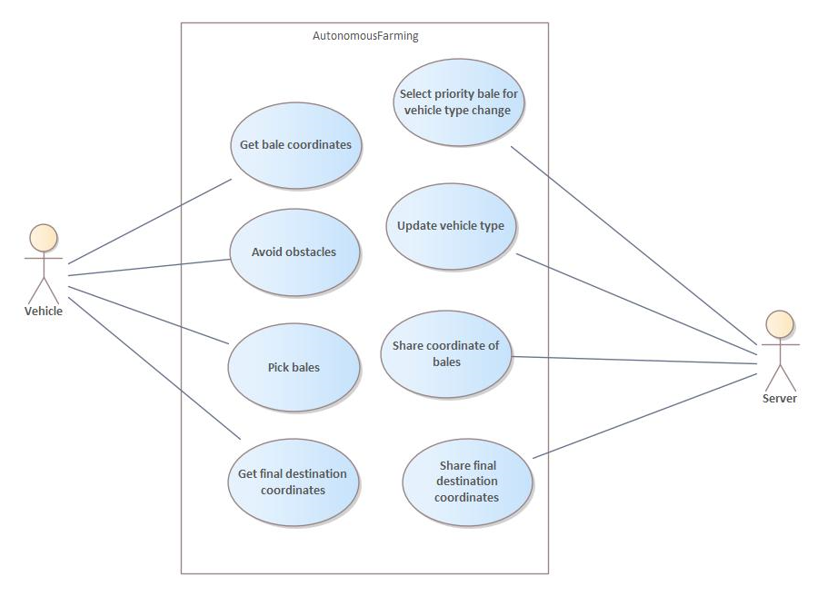 AutonomousFarming
Select priority bale for
vehicle type change
Get bale coordinates
Update vehicle type
Avoid obstacles
Vehicle
Share coordinate of
bales
Pick bales
Server
Get final destination
coordinates
Share final
destination
coordinates